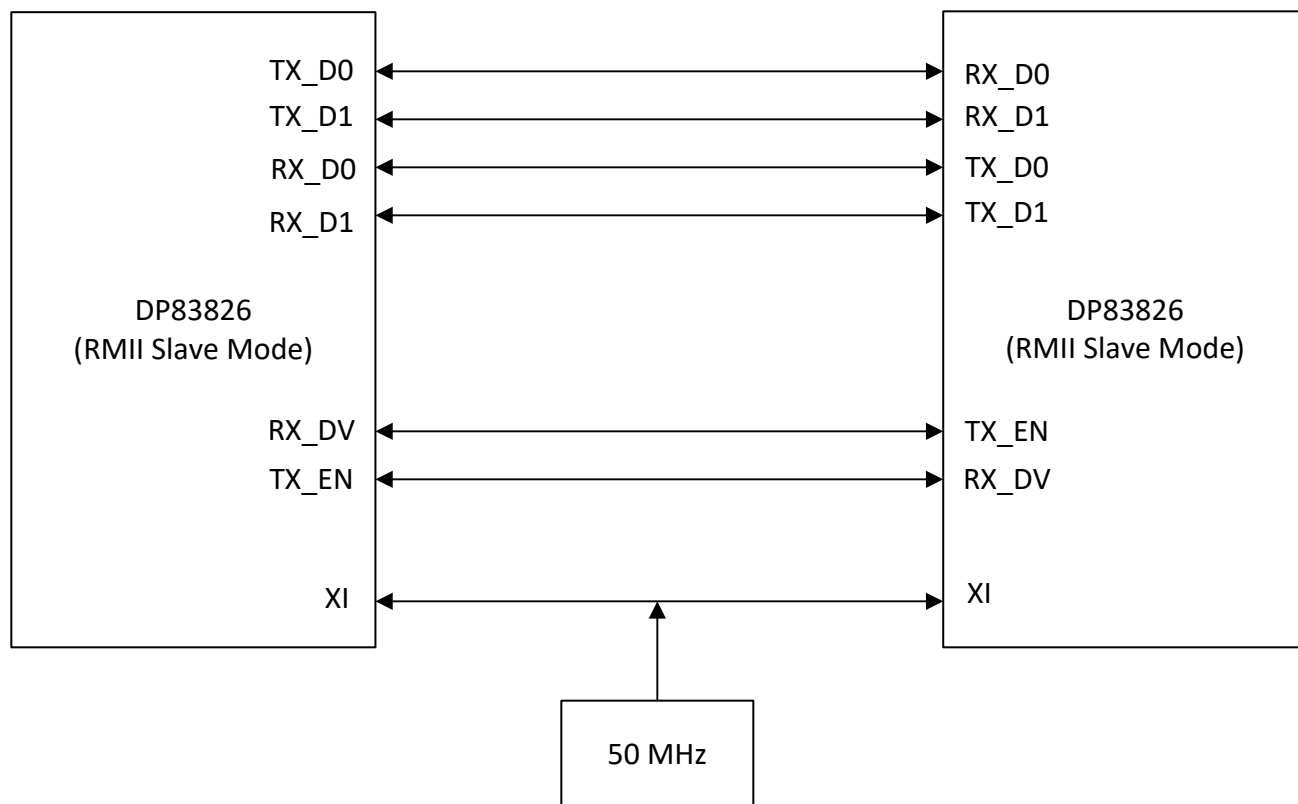 TX_D0
RX_D0
TX_D1
RX_D1
RX_D0
TX_D0
RX_D1
TX_D1
DP83826
(RMII Slave Mode)
DP83826
(RMII Slave Mode)
RX_DV
TX_EN
TX_EN
RX_DV
XI
XI
50 MHz